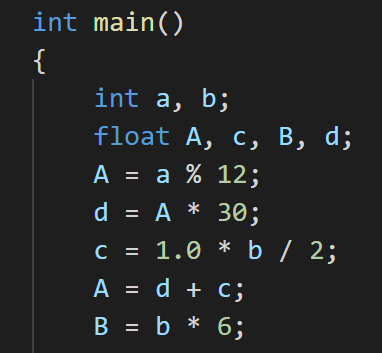 int main()
{
int a, b;
float A, c, B, d;
A = a % 12;
d = A * 30;
c = 1.0 * b / 2;
A = d + c;
B = b * 6;